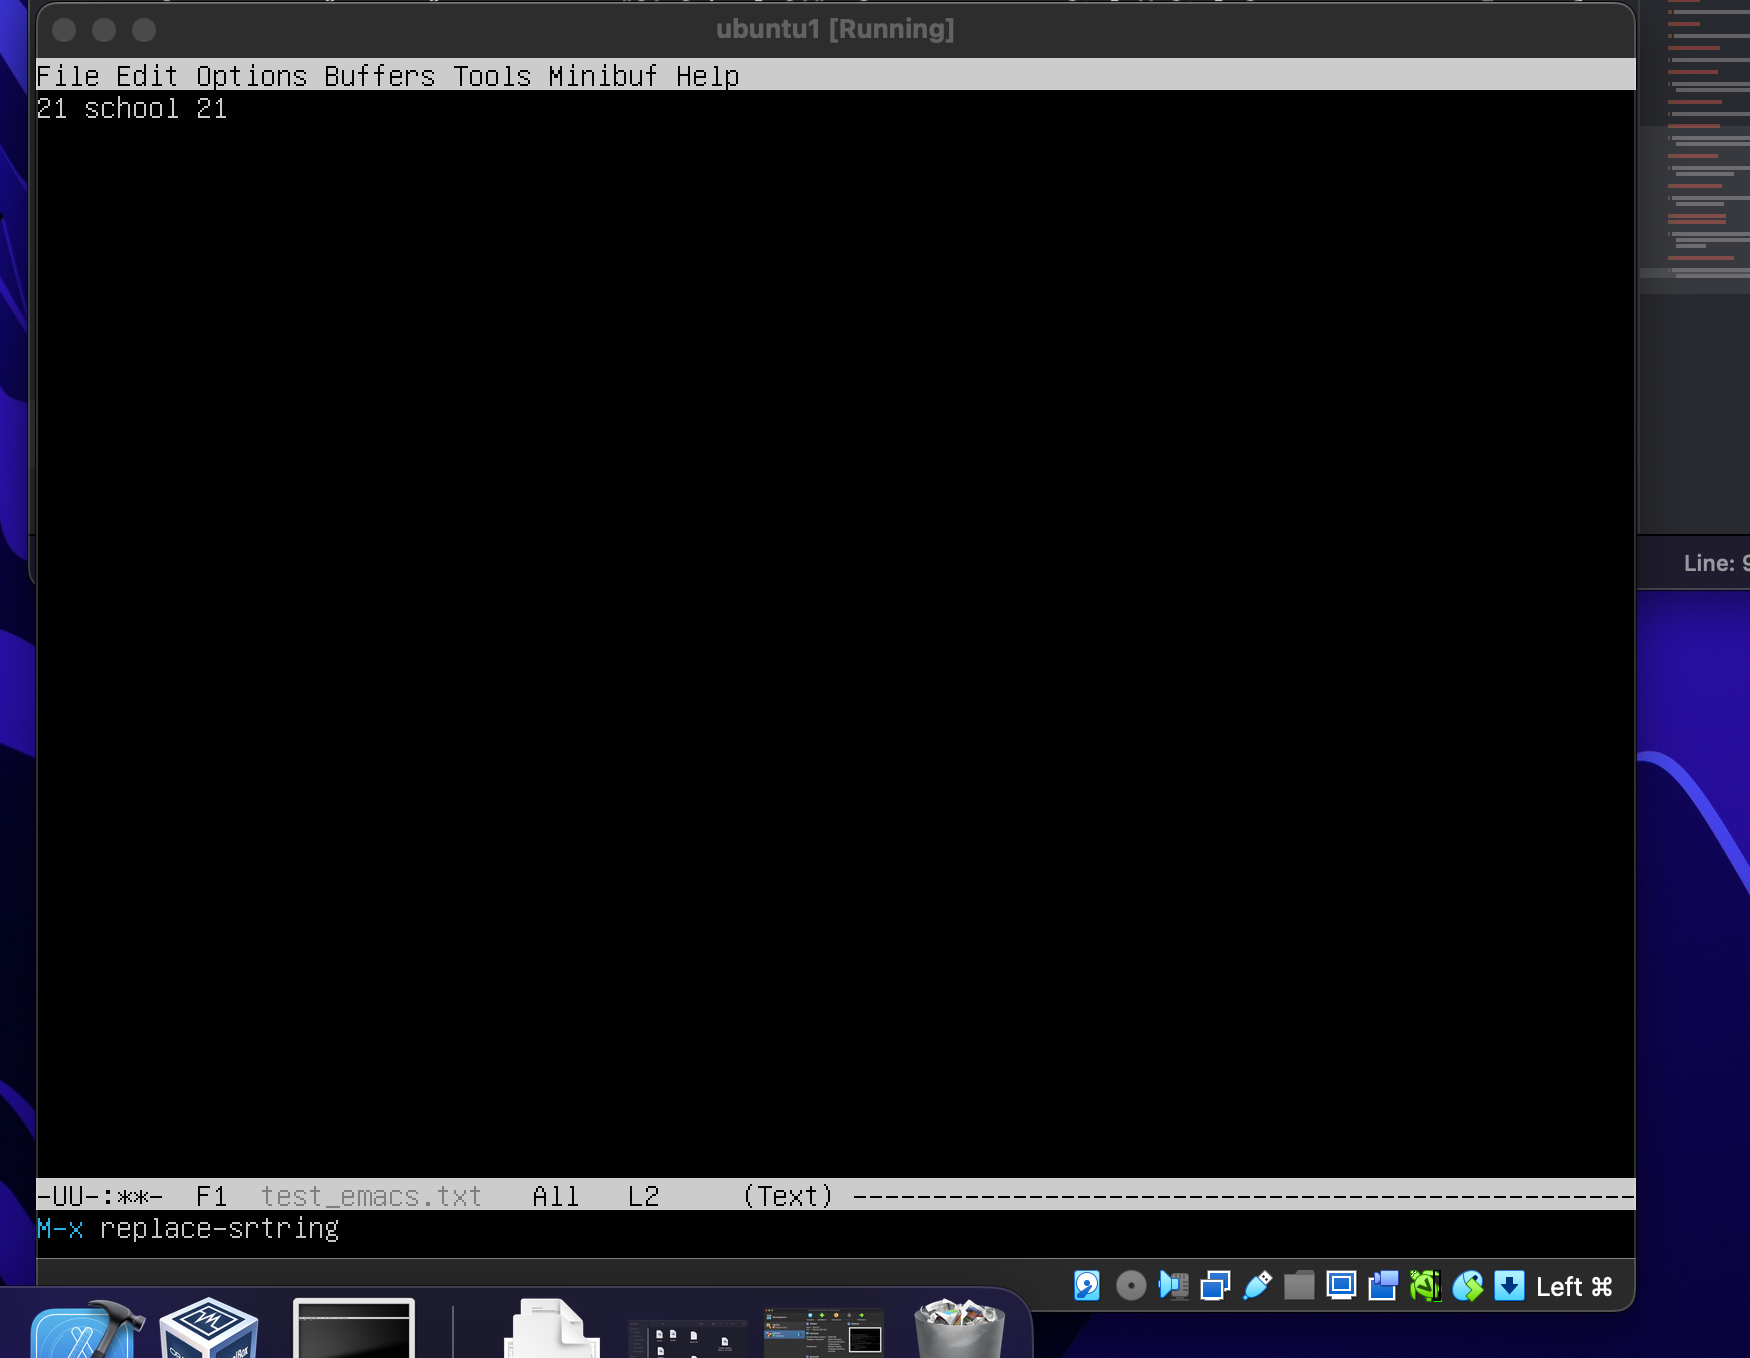 ubuntu1 [Running]
File Edit Options Buffers Tools Minibuf Help
21 school 21
Line: 9
-UU-:**-  F1  test_emacs.txt   All   L2     (Text) -------------------------------------------------
M-x replace-srtring
Left ⌘